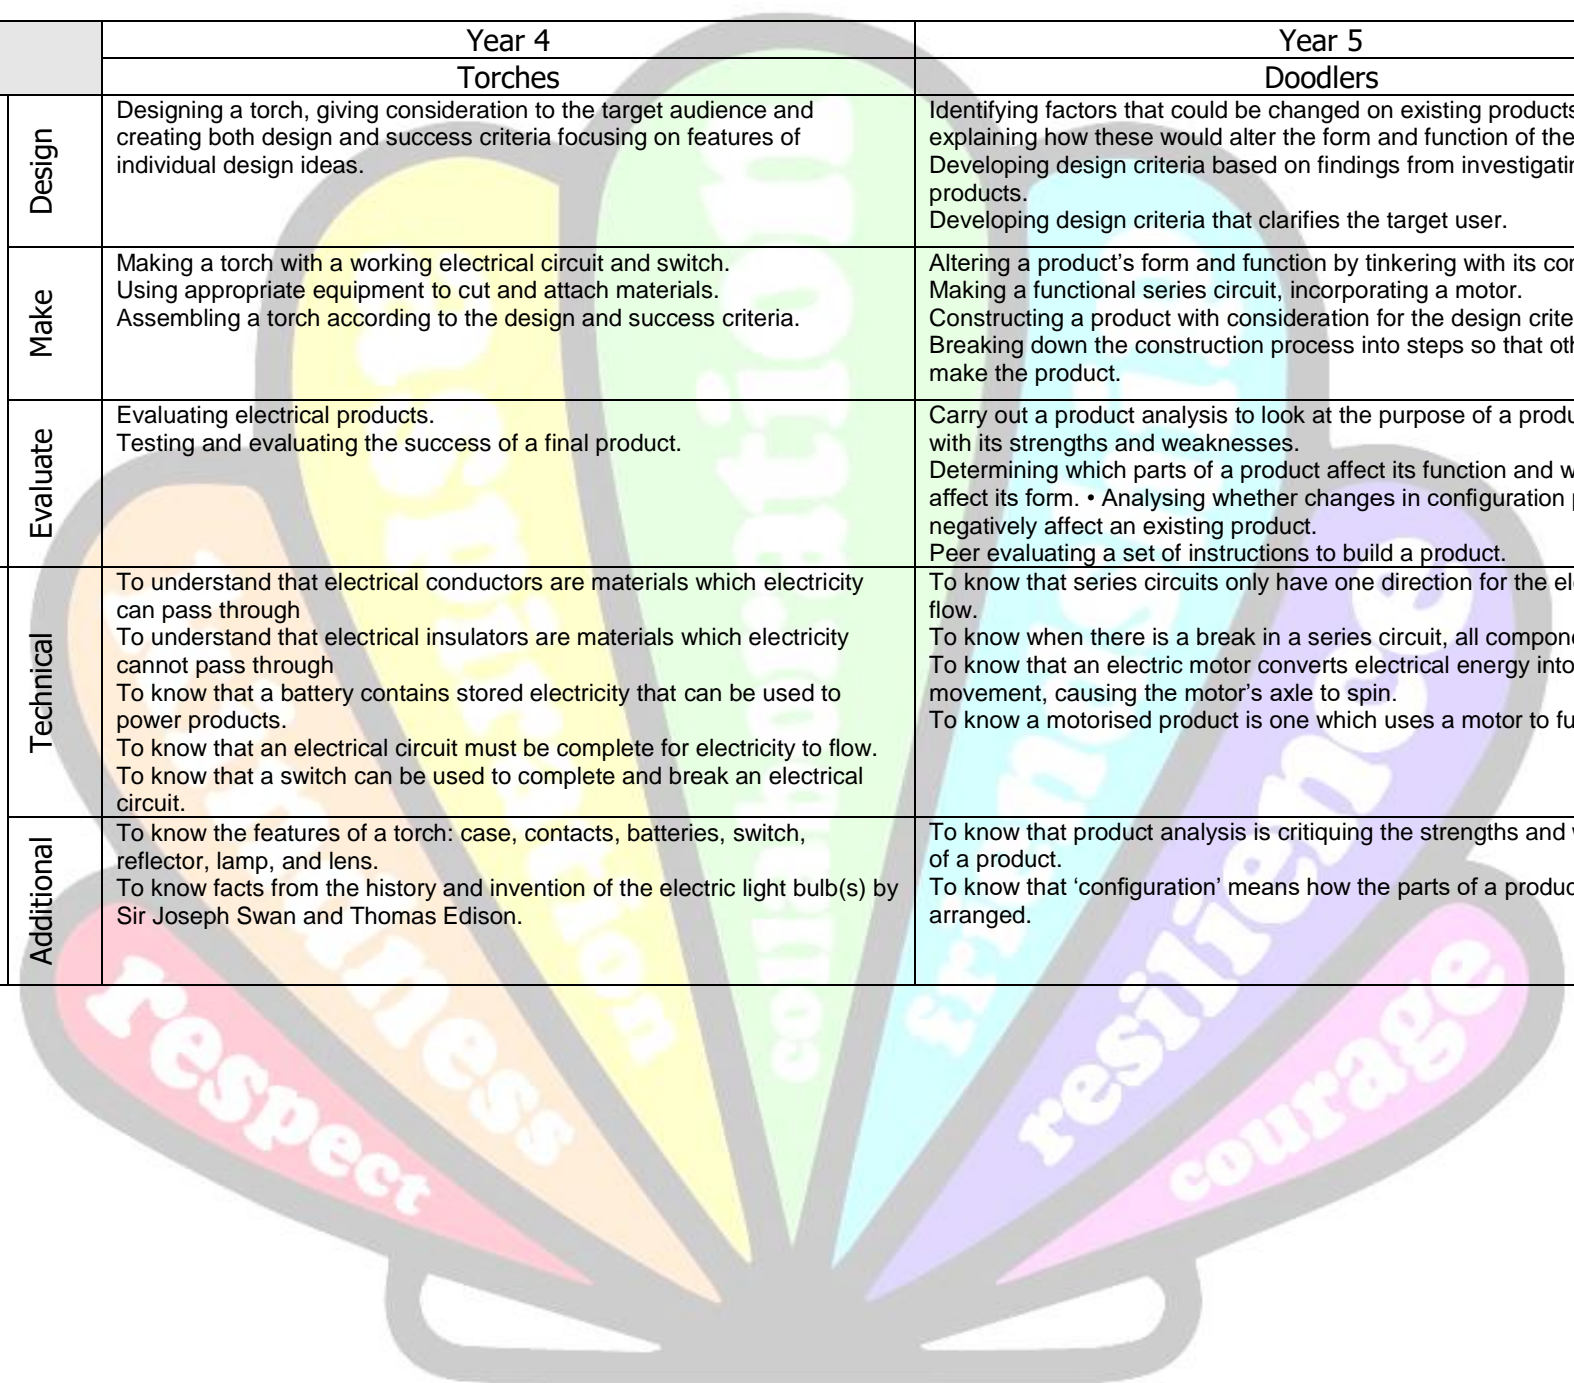 Year 4
Year 5
Torches
Doodlers
Design
Designing a torch, giving consideration to the target audience and
creating both design and success criteria focusing on features of
individual design ideas.
Identifying factors that could be changed on existing products
explaining how these would alter the form and function of the
Developing design criteria based on findings from
products.
Developing design criteria that clarifies the target user.
Make
Making a torch with a working electrical circuit and switch.
Using appropriate equipment to cut and attach materials.
Assembling a torch according to the design and success criteria.
Altering a product’s form and function by tinkering with its
Making a functional series circuit, incorporating a motor.
Constructing a product with consideration for the design
Breaking down the construction process into steps so that
make the product.
Evaluate
Evaluating electrical products.
Testing and evaluating the success of a final product.
Carry out a product analysis to look at the purpose of a
with its strengths and weaknesses.
Determining which parts of a product affect its function and
affect its form. • Analysing whether changes in configuration
negatively affect an existing product.
Peer evaluating a set of instructions to build a product.
Technical
To understand that electrical conductors are materials which electricity
can pass through
To understand that electrical insulators are materials which electricity
cannot pass through
To know that a battery contains stored electricity that can be used to
power products.
To know that an electrical circuit must be complete for electricity to flow.
To know that a switch can be used to complete and break an electrical
circuit.
To know that series circuits only have one direction for the
flow.
To know when there is a break in a series circuit, all
To know that an electric motor converts electrical energy into
movement, causing the motor’s axle to spin.
To know a motorised product is one which uses a motor to
Additional
To know the features of a torch: case, contacts, batteries, switch,
reflector, lamp, and lens.
To know facts from the history and invention of the electric light bulb(s) by
Sir Joseph Swan and Thomas Edison.
To know that product analysis is critiquing the strengths and
of a product.
To know that ‘configuration’ means how the parts of a
arranged.
respect
kindness
aspiration
collaboration
friendship
resilience
courage